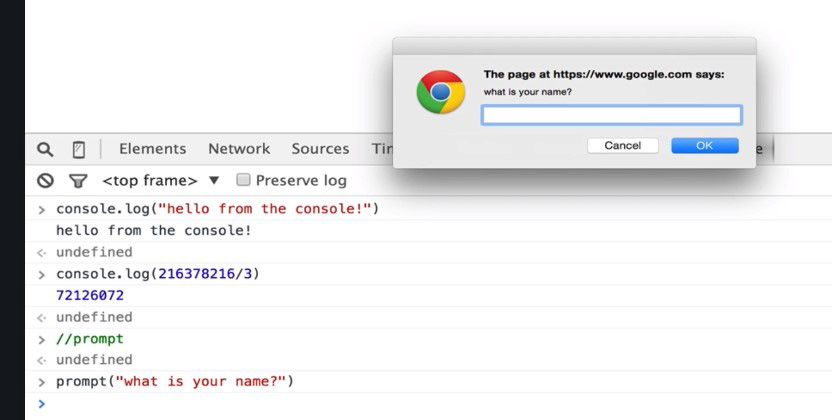 The page at https://www.google.com says:
what is your name?
Cancel OK
Elements Network Sources
<top frame> ▼ Preserve log
> console.log("hello from the console!")
hello from the console!
<· undefined
> console.log(216378216/3)
72126072
<· undefined
> //prompt
<· undefined
> prompt("what is your name?")
>